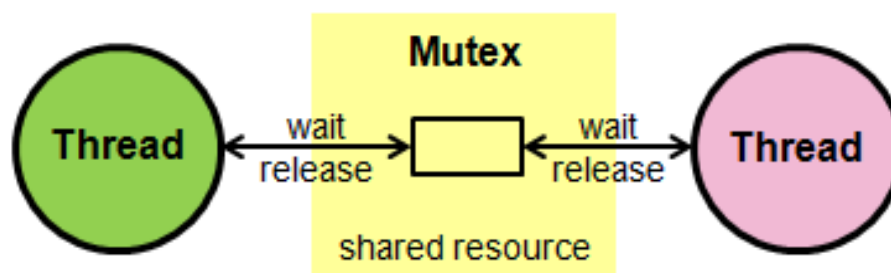 Mutex
Thread
wait
release
wait
release
Thread
shared resource